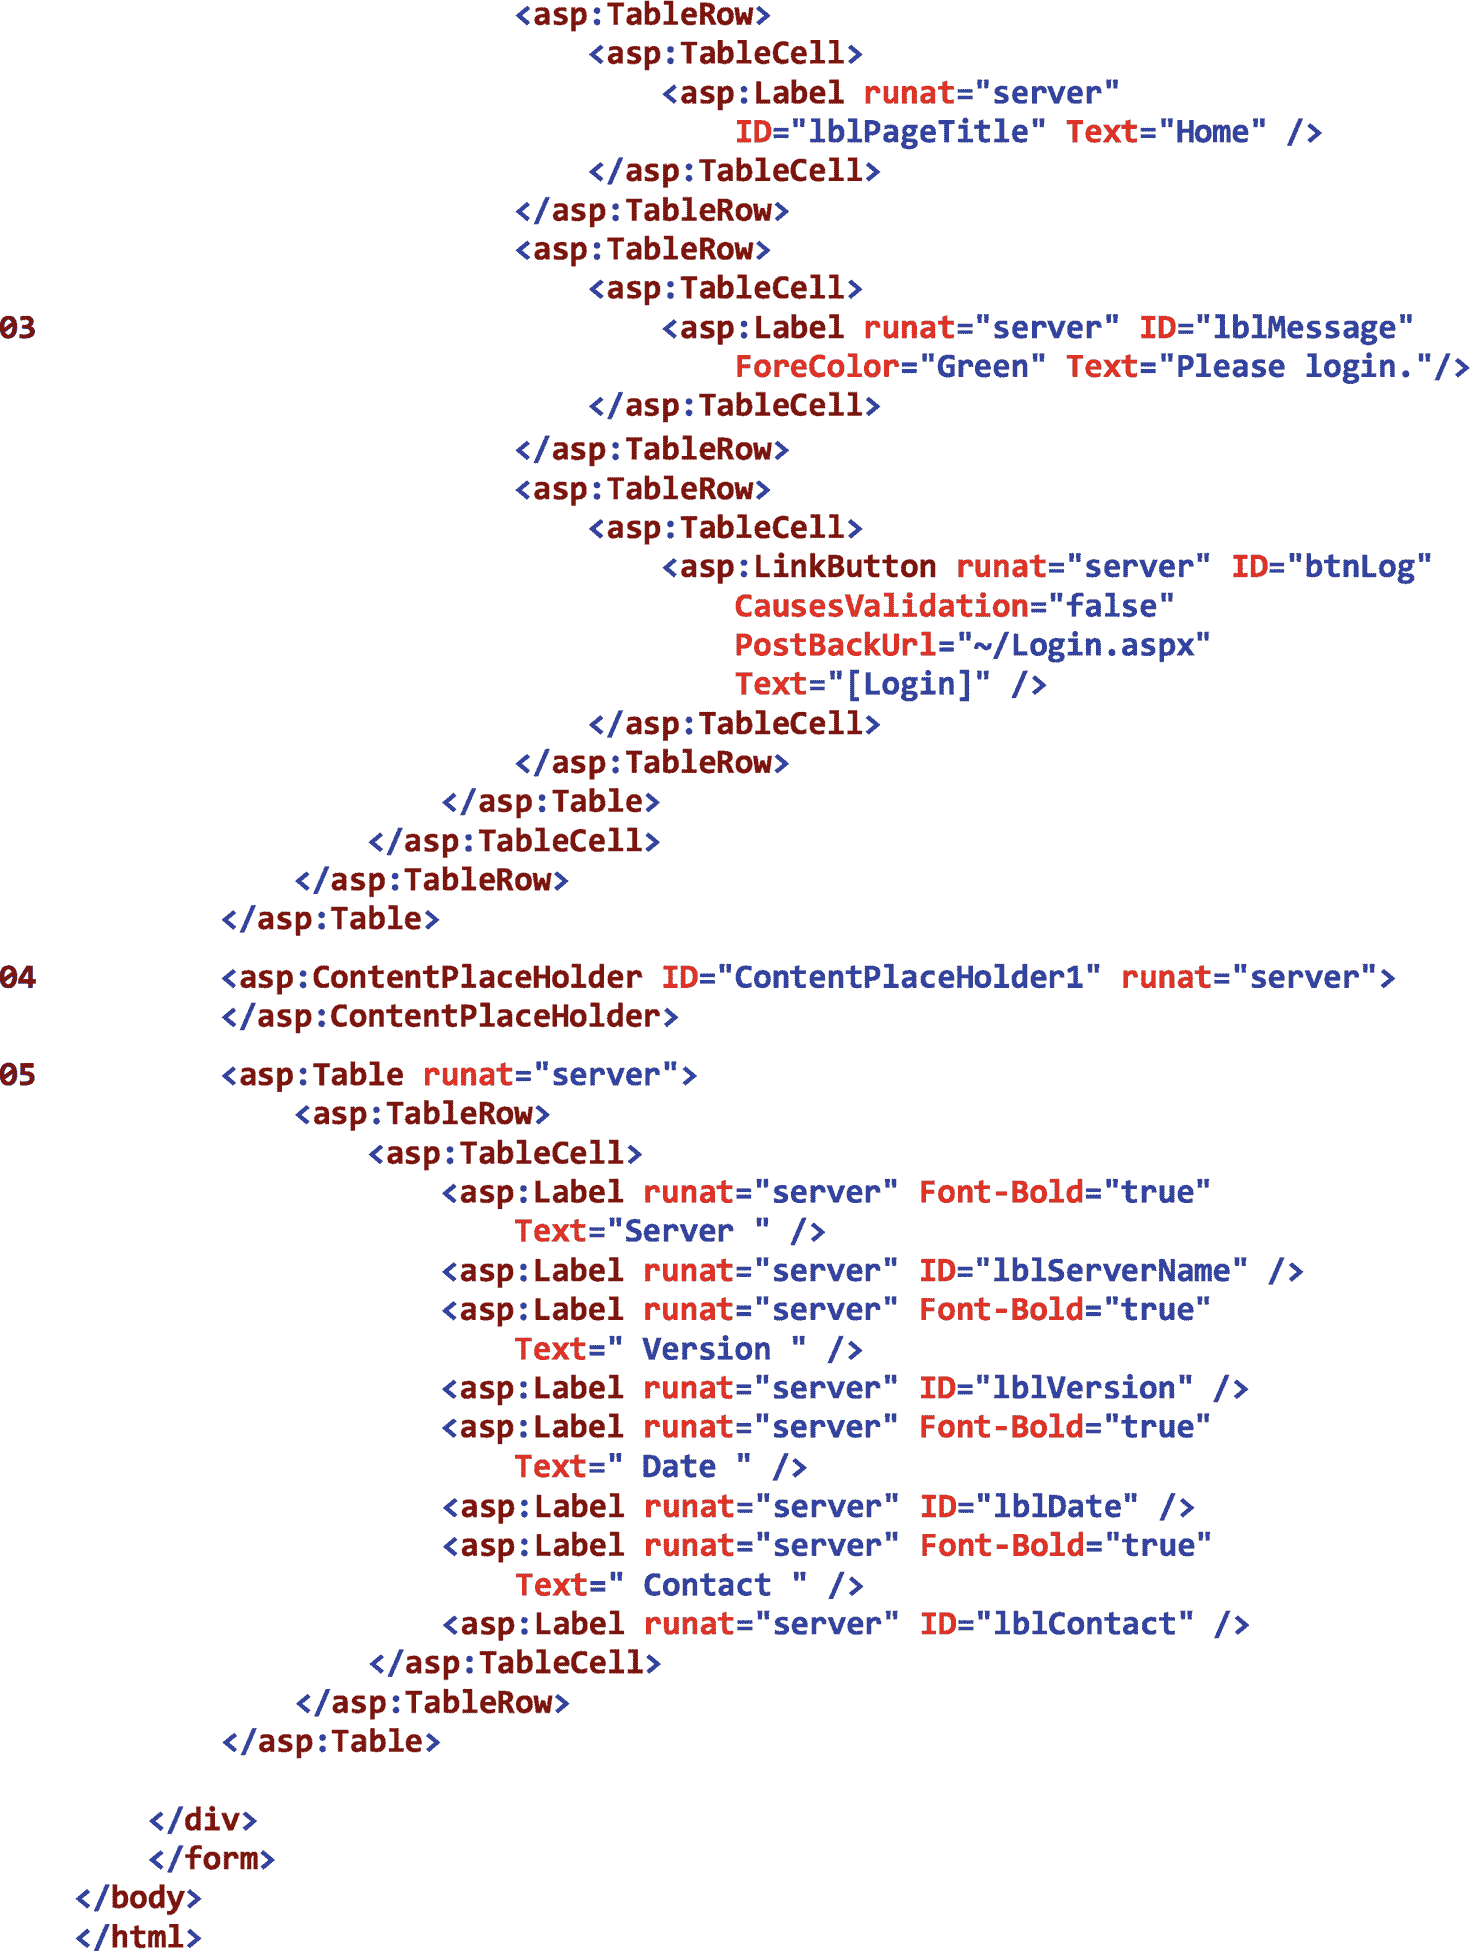 <asp:TableRow>
<asp:TableCell>
<asp:Label runat="server"
ID="lblPageTitle" Text="Home" />
</asp:TableCell>
</asp:TableRow>
<asp:TableRow>
<asp:TableCell>
03 <asp:Label runat="server" ID="lblMessage"
ForeColor="Green" Text="Please login."/>
</asp:TableCell>
</asp:TableRow>
<asp:TableRow>
<asp:TableCell>
<asp:LinkButton runat="server" ID="btnLog"
CausesValidation="false"
PostBackUrl="~/Login.aspx"
Text="[Login]" />
</asp:TableCell>
</asp:TableRow>
</asp:Table>
</asp:TableCell>
</asp:TableRow>
</asp:Table>
04 <asp:ContentPlaceHolder ID="ContentPlaceHolder1" runat="server">
</asp:ContentPlaceHolder>
05 <asp:Table runat="server">
<asp:TableRow>
<asp:TableCell>
<asp:Label runat="server" Font-Bold="true"
Text="Server " />
<asp:Label runat="server" ID="lblServerName" />
<asp:Label runat="server" Font-Bold="true"
Text=" Version " />
<asp:Label runat="server" ID="lblVersion" />
<asp:Label runat="server" Font-Bold="true"
Text=" Date " />
<asp:Label runat="server" ID="lblDate" />
<asp:Label runat="server" Font-Bold="true"
Text=" Contact " />
<asp:Label runat="server" ID="lblContact" />
</asp:TableCell>
</asp:TableRow>
</asp:Table>
</div>
</form>
</body>
</html>